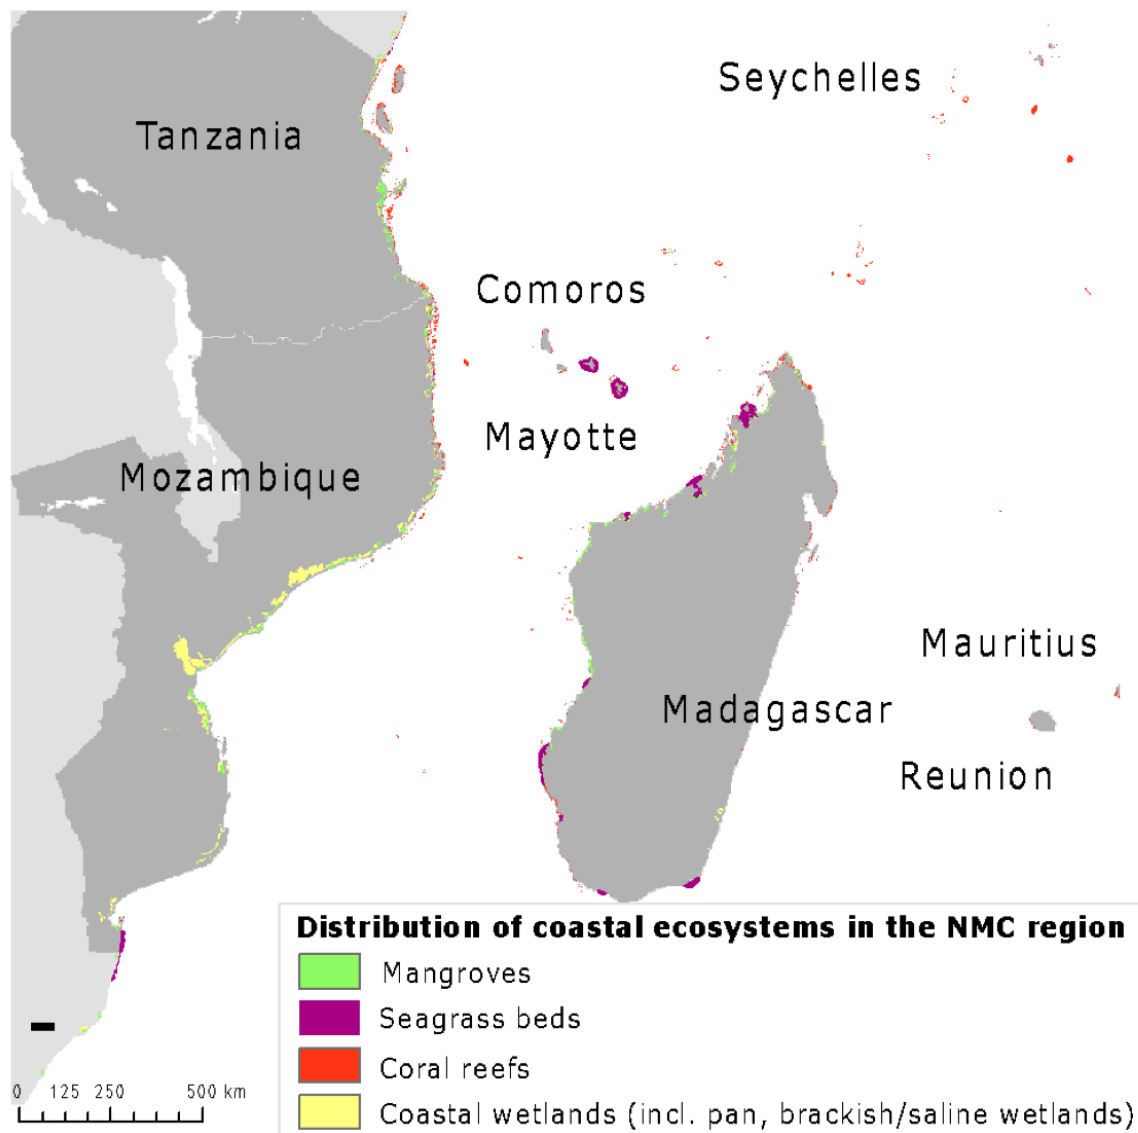 Seychelles
Tanzania
Comoros
Mayotte
Mozambique
Mauritius
Madagascar
Reunion
Distribution of coastal ecosystems in the NMC region
Mangroves
Seagrass beds
Coral reefs
Coastal wetlands (incl. pan, brackish/saline wetlands)
0 125 250 500 km